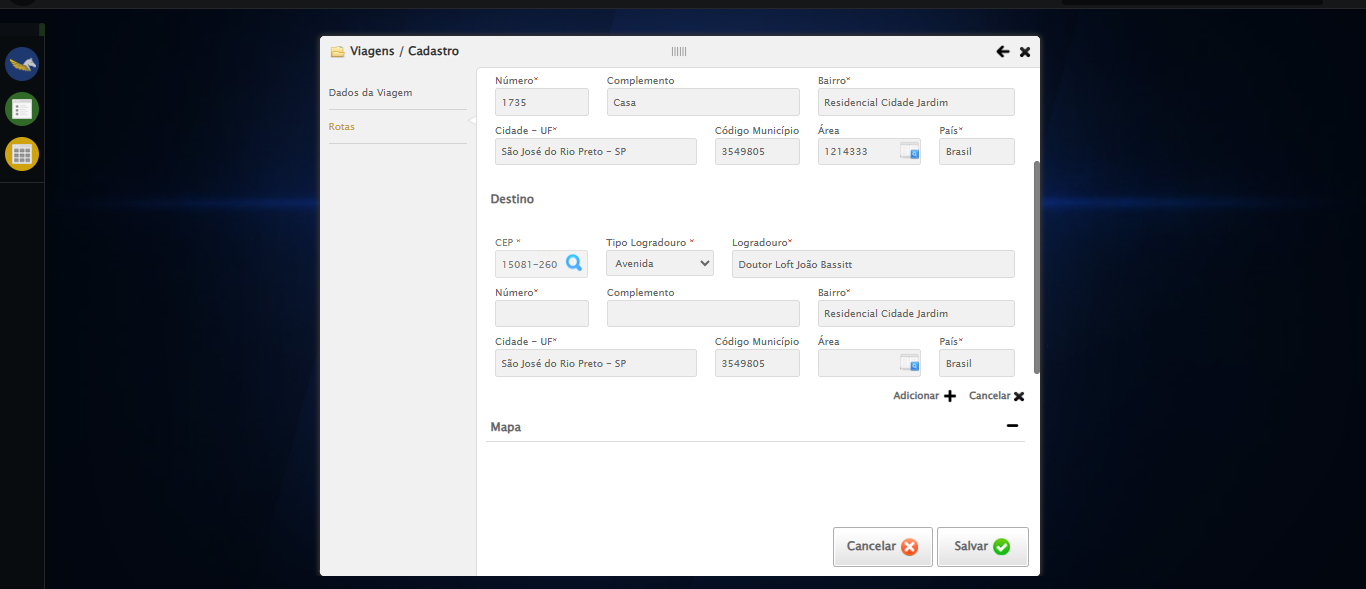 Viagens / Cadastro
Dados da Viagem
Rotas
Número* Complemento Bairro*
1735 Casa Residencial Cidade Jardim
Cidade - UF* Código Município Área País*
São José do Rio Preto - SP 3549805 1214333 Brasil
Destino
CEP * Tipo Logradouro * Logradouro*
15081-260 Avenida Doutor Loft João Bassitt
Número* Complemento Bairro*
Residencial Cidade Jardim
Cidade - UF* Código Município Área País*
São José do Rio Preto - SP 3549805 Brasil
Adicionar Cancelar
Mapa
Cancelar Salvar